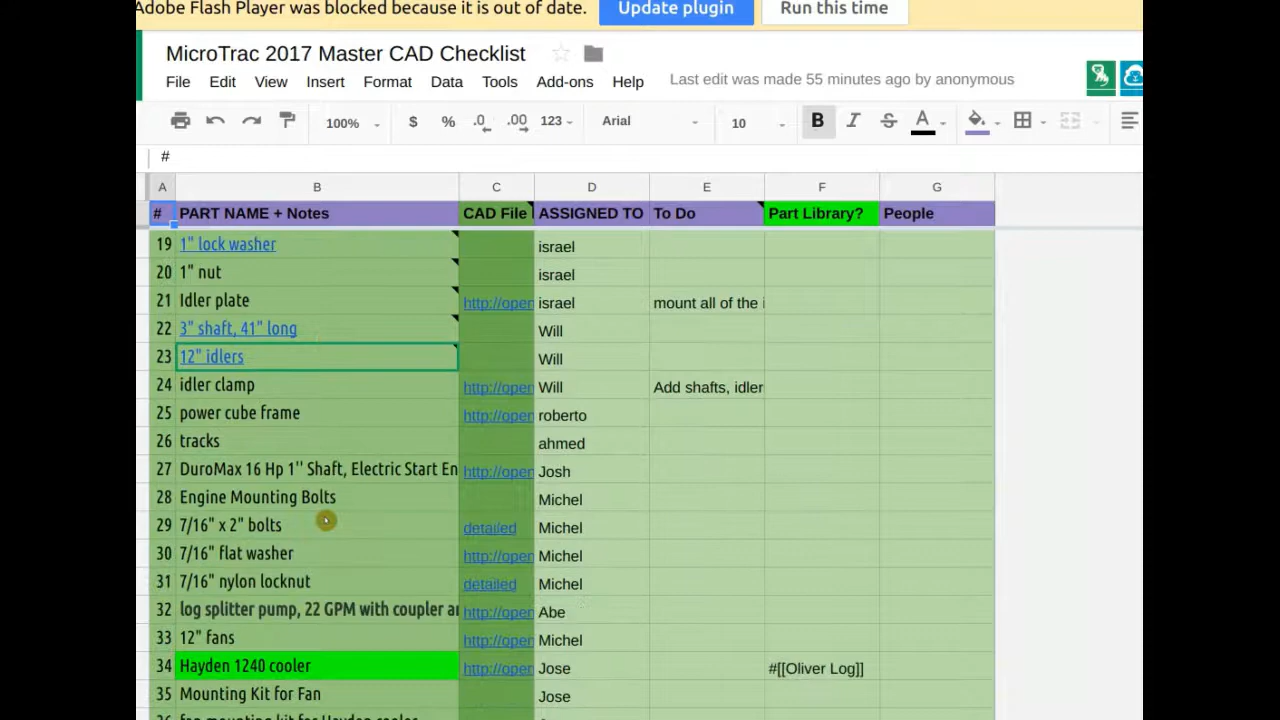 Adobe Flash Player was blocked because it is out of date. Update plugin Run this time
MicroTrac 2017 Master CAD Checklist
File Edit View Insert Format Data Tools Add-ons Help Last edit was made 55 minutes ago by anonymous
100% $ % .0 .00 123 Arial 10 B I S A
#
A B C D E F G
# PART NAME + Notes CAD File ASSIGNED TO To Do Part Library? People
19 1" lock washer israel
20 1" nut israel
21 Idler plate http://open israel mount all of the i
22 3" shaft, 41" long Will
23 12" idlers Will
24 idler clamp http://open Will Add shafts, idler
25 power cube frame http://open roberto
26 tracks ahmed
27 DuroMax 16 Hp 1'' Shaft, Electric Start En http://open Josh
28 Engine Mounting Bolts Michel
29 7/16" x 2" bolts detailed Michel
30 7/16" flat washer http://open Michel
31 7/16" nylon locknut detailed Michel
32 log splitter pump, 22 GPM with coupler an http://open Abe
33 12" fans http://open Michel
34 Hayden 1240 cooler http://open Jose #[[Oliver Log]]
35 Mounting Kit for Fan Jose
36 fan mounting kit for Hayden cooler